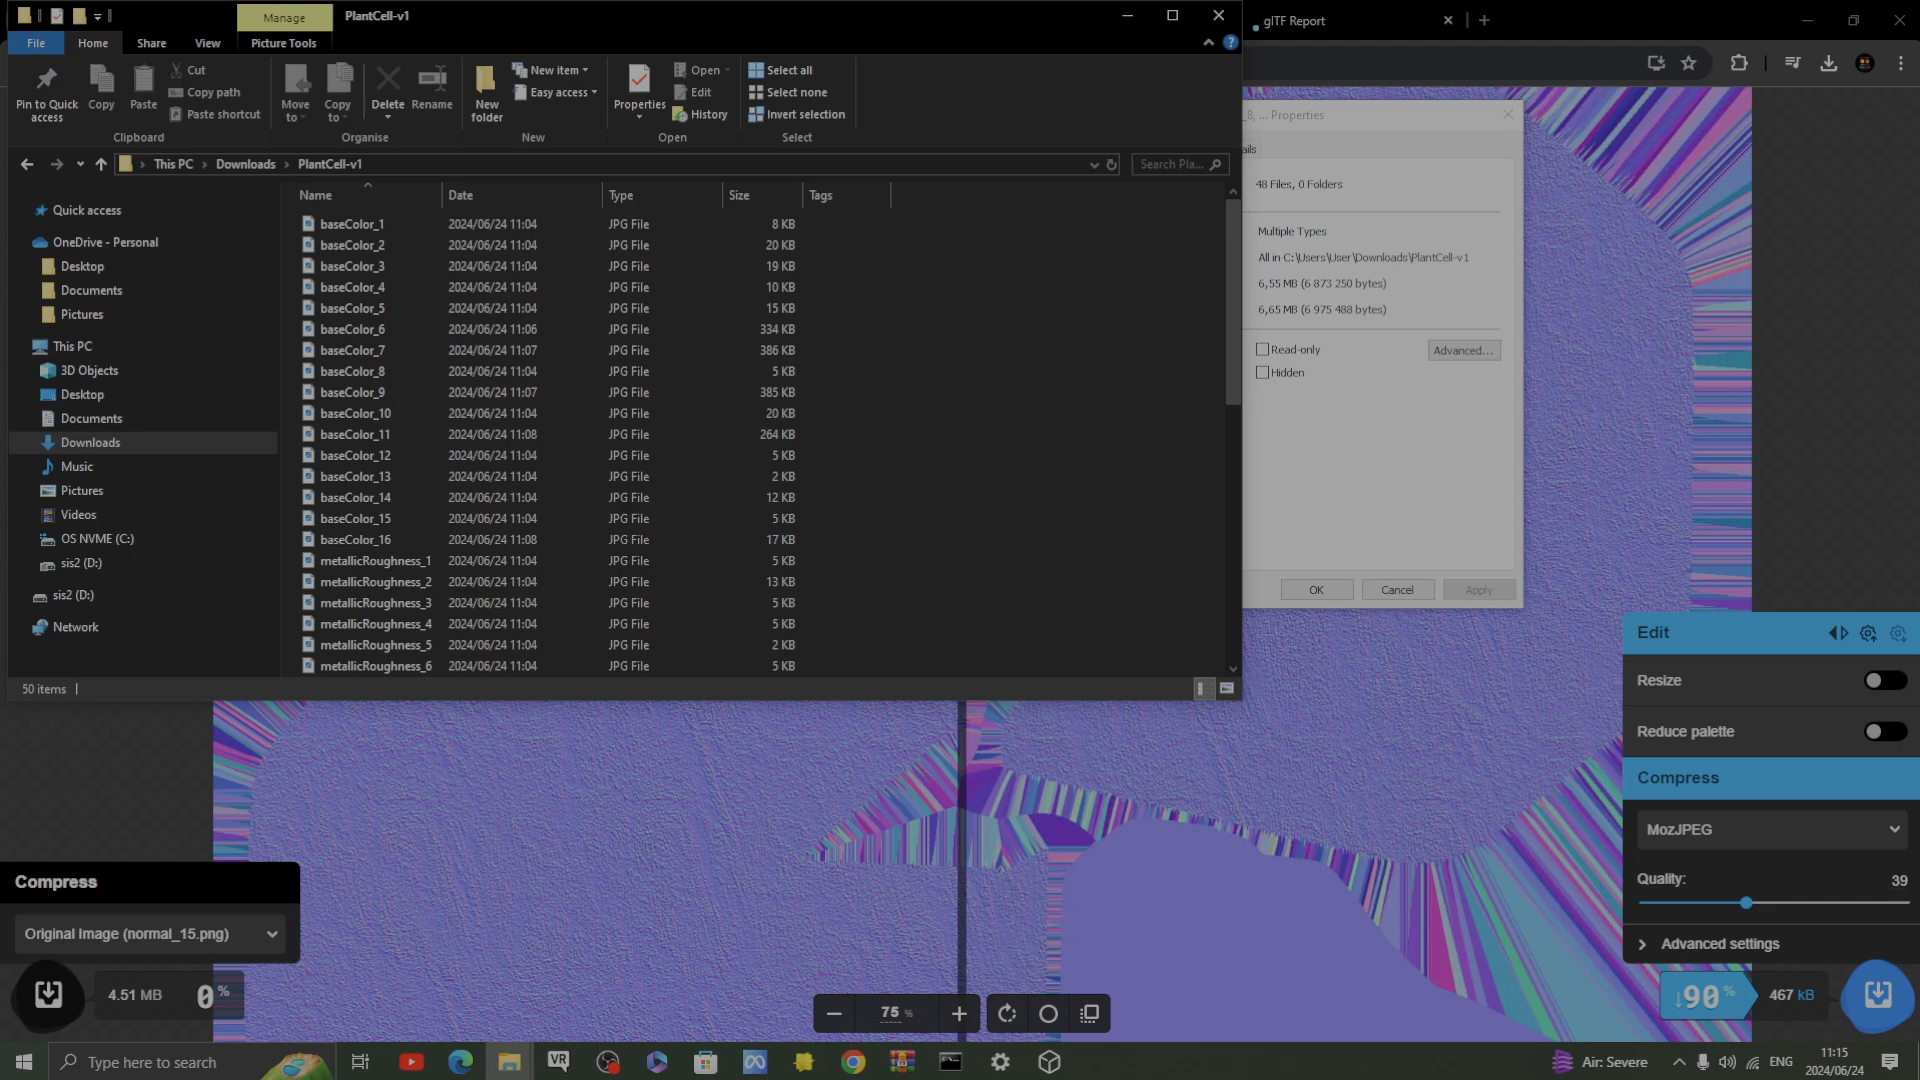 Manage
PlantCell-v1
File
Home
Share
View
Picture Tools
Pin to Quick access
Copy
Paste
Cut
Copy path
Paste shortcut
Move to
Copy to
Delete
Rename
New folder
New item
Easy access
Properties
Open
Edit
History
Select all
Select none
Invert selection
Clipboard
Organise
New
Open
Select
This PC
Downloads
PlantCell-v1
Search Pla...
Quick access
OneDrive - Personal
Desktop
Documents
Pictures
This PC
3D Objects
Desktop
Documents
Downloads
Music
Pictures
Videos
OS NVME (C:)
sis2 (D:)
sis2 (D:)
Network
Name Date Type Size Tags
baseColor_1 2024/06/24 11:04 JPG File 8 KB
baseColor_2 2024/06/24 11:04 JPG File 20 KB
baseColor_3 2024/06/24 11:04 JPG File 19 KB
baseColor_4 2024/06/24 11:04 JPG File 10 KB
baseColor_5 2024/06/24 11:04 JPG File 15 KB
baseColor_6 2024/06/24 11:06 JPG File 334 KB
baseColor_7 2024/06/24 11:07 JPG File 386 KB
baseColor_8 2024/06/24 11:04 JPG File 5 KB
baseColor_9 2024/06/24 11:07 JPG File 385 KB
baseColor_10 2024/06/24 11:04 JPG File 20 KB
baseColor_11 2024/06/24 11:08 JPG File 264 KB
baseColor_12 2024/06/24 11:04 JPG File 5 KB
baseColor_13 2024/06/24 11:04 JPG File 2 KB
baseColor_14 2024/06/24 11:04 JPG File 12 KB
baseColor_15 2024/06/24 11:04 JPG File 5 KB
baseColor_16 2024/06/24 11:08 JPG File 17 KB
metallicRoughness_1 2024/06/24 11:04 JPG File 5 KB
metallicRoughness_2 2024/06/24 11:04 JPG File 13 KB
metallicRoughness_3 2024/06/24 11:04 JPG File 5 KB
metallicRoughness_4 2024/06/24 11:04 JPG File 5 KB
metallicRoughness_5 2024/06/24 11:04 JPG File 2 KB
metallicRoughness_6 2024/06/24 11:04 JPG File 5 KB
50 items
glTF Report
_8, ... Properties
ails
48 Files, 0 Folders
Multiple Types
All in C:\Users\User\Downloads\PlantCell-v1
6,55 MB (6 873 250 bytes)
6,65 MB (6 975 488 bytes)
Read-only
Advanced...
Hidden
OK
Cancel
Apply
Edit
Resize
Reduce palette
Compress
MozJPEG
Quality: 39
Advanced settings
↓90 % 467 kB
Compress
Original Image (normal_15.png)
4.51 MB 0 %
75 %
Type here to search
VR
Air: Severe
ENG
11:15
2024/06/24